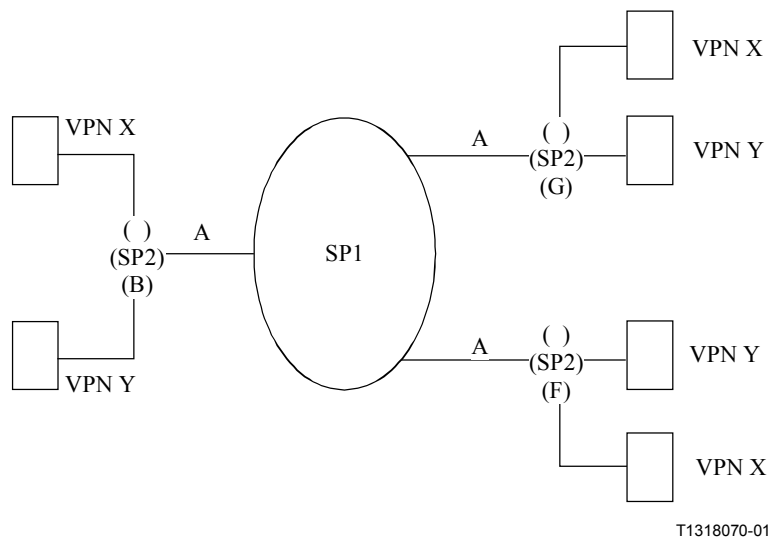 VPN X
VPN X
A
( )
(SP2)
(G)
VPN Y
( )
(SP2)
(B)
A
SP1
VPN Y
A
( )
(SP2)
(F)
VPN Y
VPN X
T1318070-01